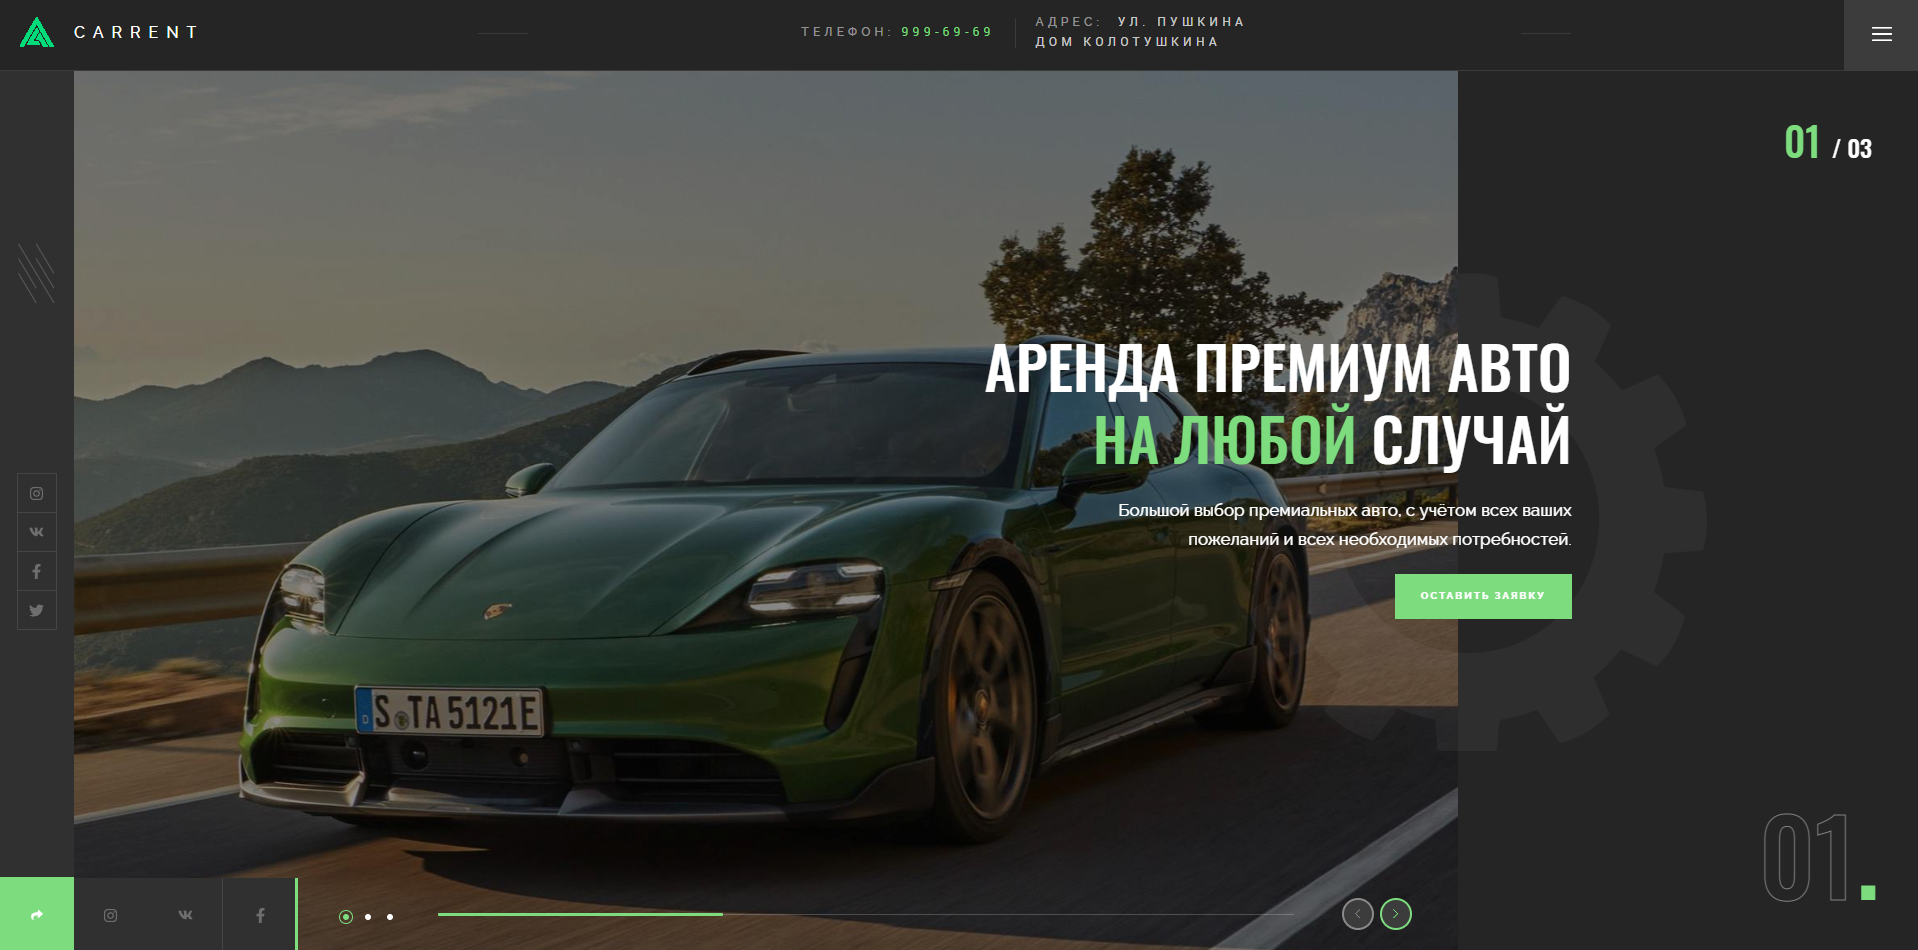 CARRENT
ТЕЛЕФОН: 999-69-69
АДРЕС: УЛ. ПУШКИНА
ДОМ КОЛОТУШКИНА
01 / 03
АРЕНДА ПРЕМИУМ АВТО
НА ЛЮБОЙ СЛУЧАЙ
Большой выбор премиальных авто, с учётом всех ваших
пожеланий и всех необходимых потребностей.
ОСТАВИТЬ ЗАЯВКУ
D S TA 5121E
01.